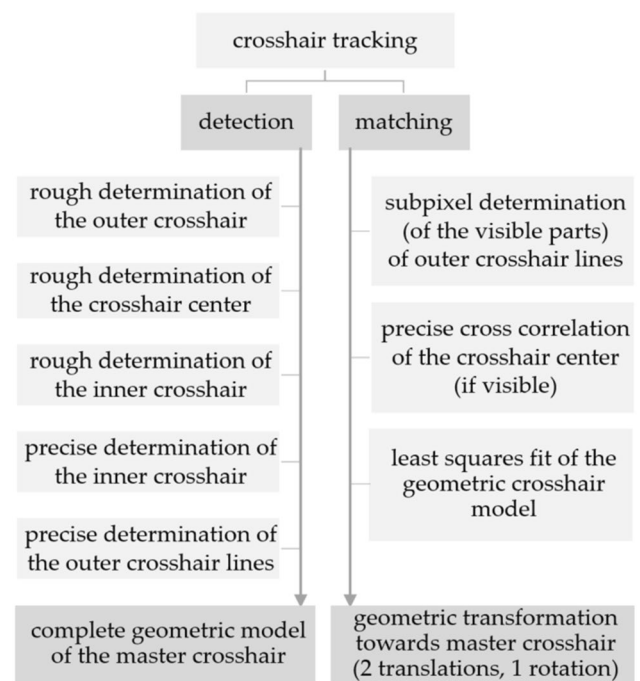 crosshair tracking
detection
matching
rough determination of
the outer crosshair
rough determination of
the crosshair center
rough determination of
the inner crosshair
precise determination of
the inner crosshair
precise determination of
the outer crosshair lines
complete geometric model
of the master crosshair
subpixel determination
(of the visible parts)
of outer crosshair lines
precise cross correlation
of the crosshair center
(if visible)
least squares fit of the
geometric crosshair
model
geometric transformation
towards master crosshair
(2 translations, 1 rotation)